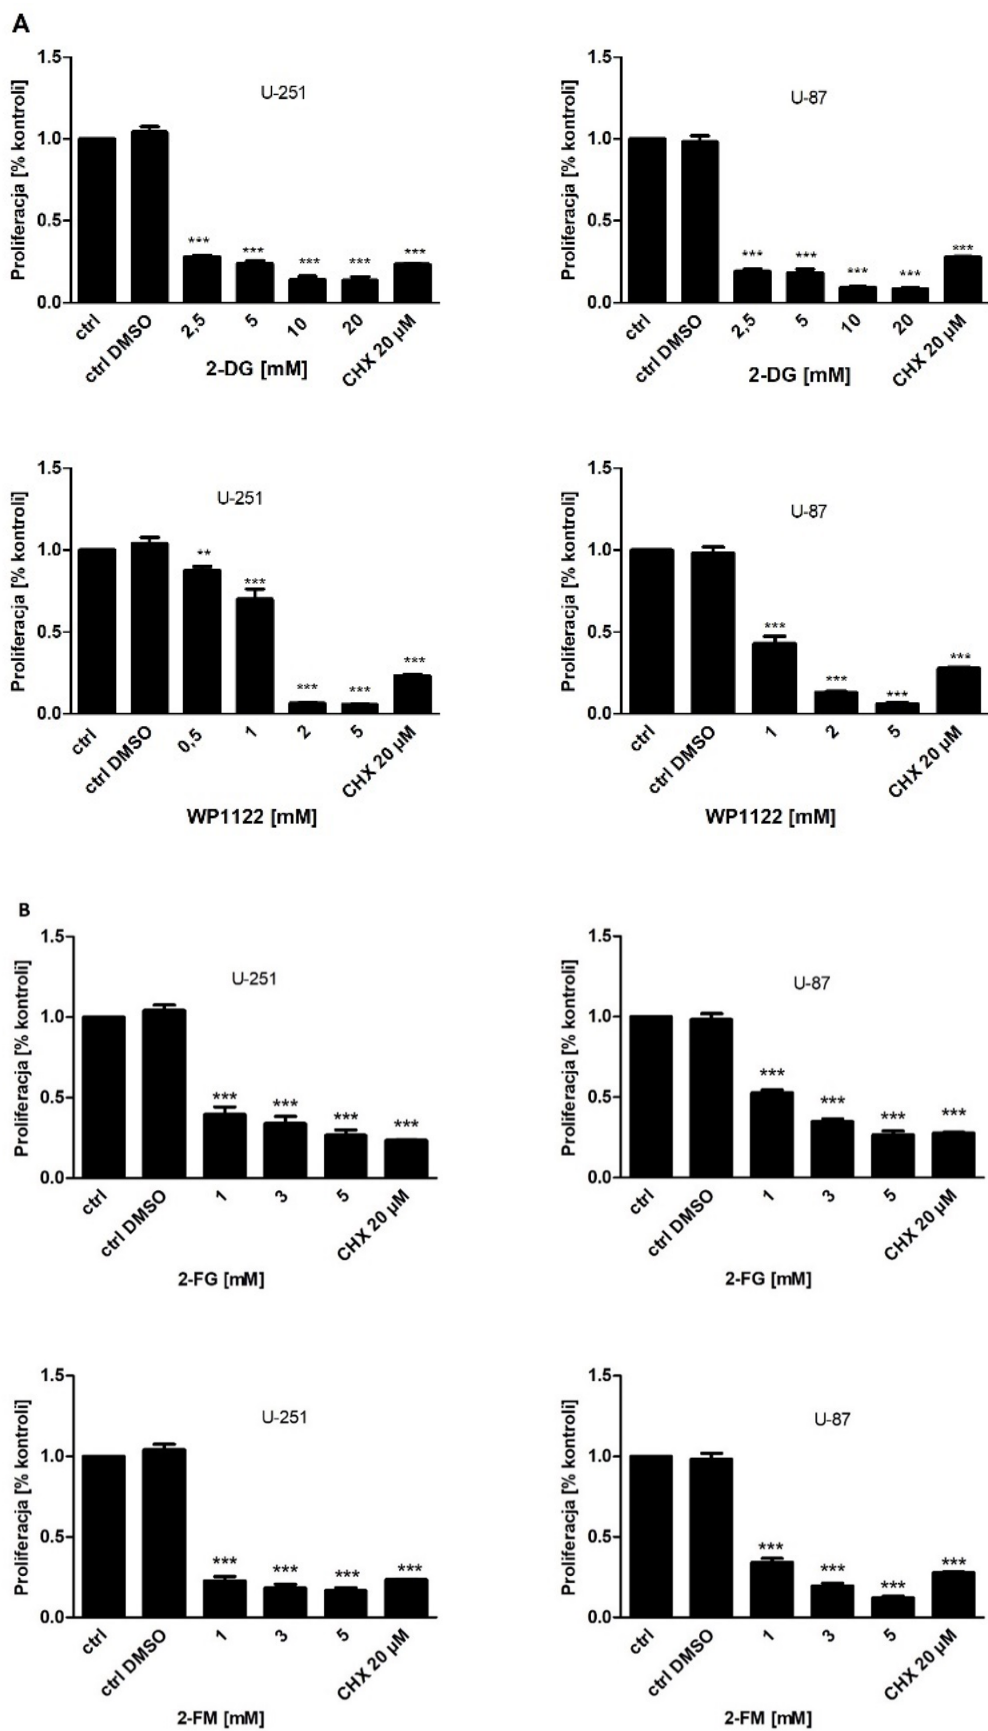 A
1.5
1.0
0.5
0.0
Proliferacja [% kontroli]
U-251
***
***
***
***
***
ctrl
ctrl DMSO
2,5
5
10
20
CHX 20 µM
2-DG [mM]
1.5
1.0
0.5
0.0
Proliferacja [% kontroli]
U-87
***
***
***
***
***
ctrl
ctrl DMSO
2,5
5
10
20
CHX 20 µM
2-DG [mM]
1.5
1.0
0.5
0.0
Proliferacja [% kontroli]
U-251
**
***
***
***
***
ctrl
ctrl DMSO
0,5
1
2
5
CHX 20 µM
WP1122 [mM]
1.5
1.0
0.5
0.0
Proliferacja [% kontroli]
U-87
***
***
***
***
ctrl
ctrl DMSO
1
2
5
CHX 20 µM
WP1122 [mM]
B
1.5
1.0
0.5
0.0
Proliferacja [% kontroli]
U-251
***
***
***
***
ctrl
ctrl DMSO
1
3
5
CHX 20 µM
2-FG [mM]
1.5
1.0
0.5
0.0
Proliferacja [% kontroli]
U-87
***
***
***
***
ctrl
ctrl DMSO
1
3
5
CHX 20 µM
2-FG [mM]
1.5
1.0
0.5
0.0
Proliferacja [% kontroli]
U-251
***
***
***
***
ctrl
ctrl DMSO
1
3
5
CHX 20 µM
2-FM [mM]
1.5
1.0
0.5
0.0
Proliferacja [% kontroli]
U-87
***
***
***
***
ctrl
ctrl DMSO
1
3
5
CHX 20 µM
2-FM [mM]